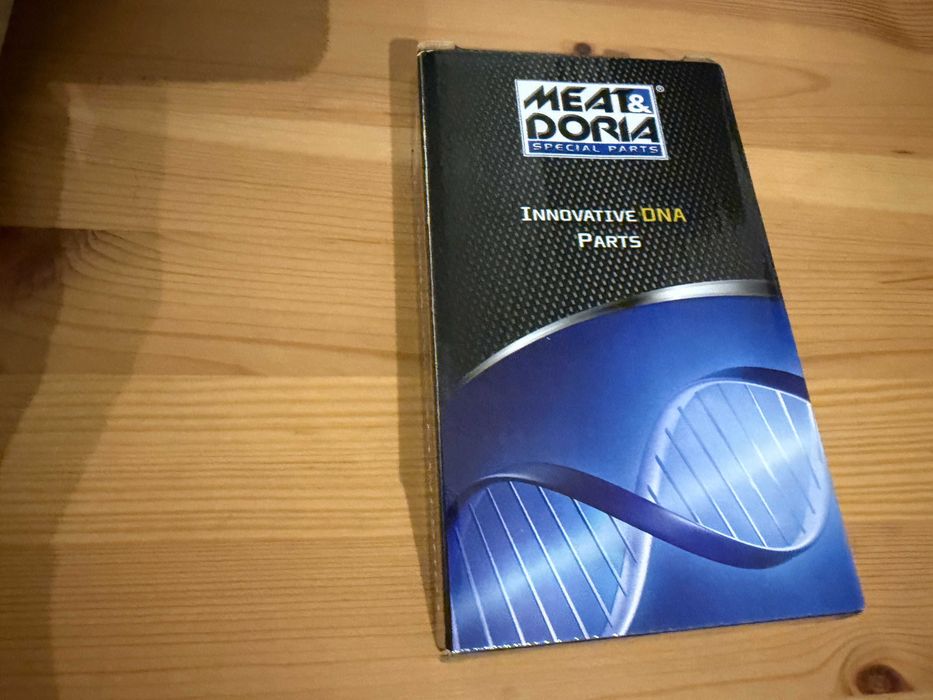 MEAT&
DORIA®
SPECIAL PARTS
INNOVATIVE DNA
PARTS